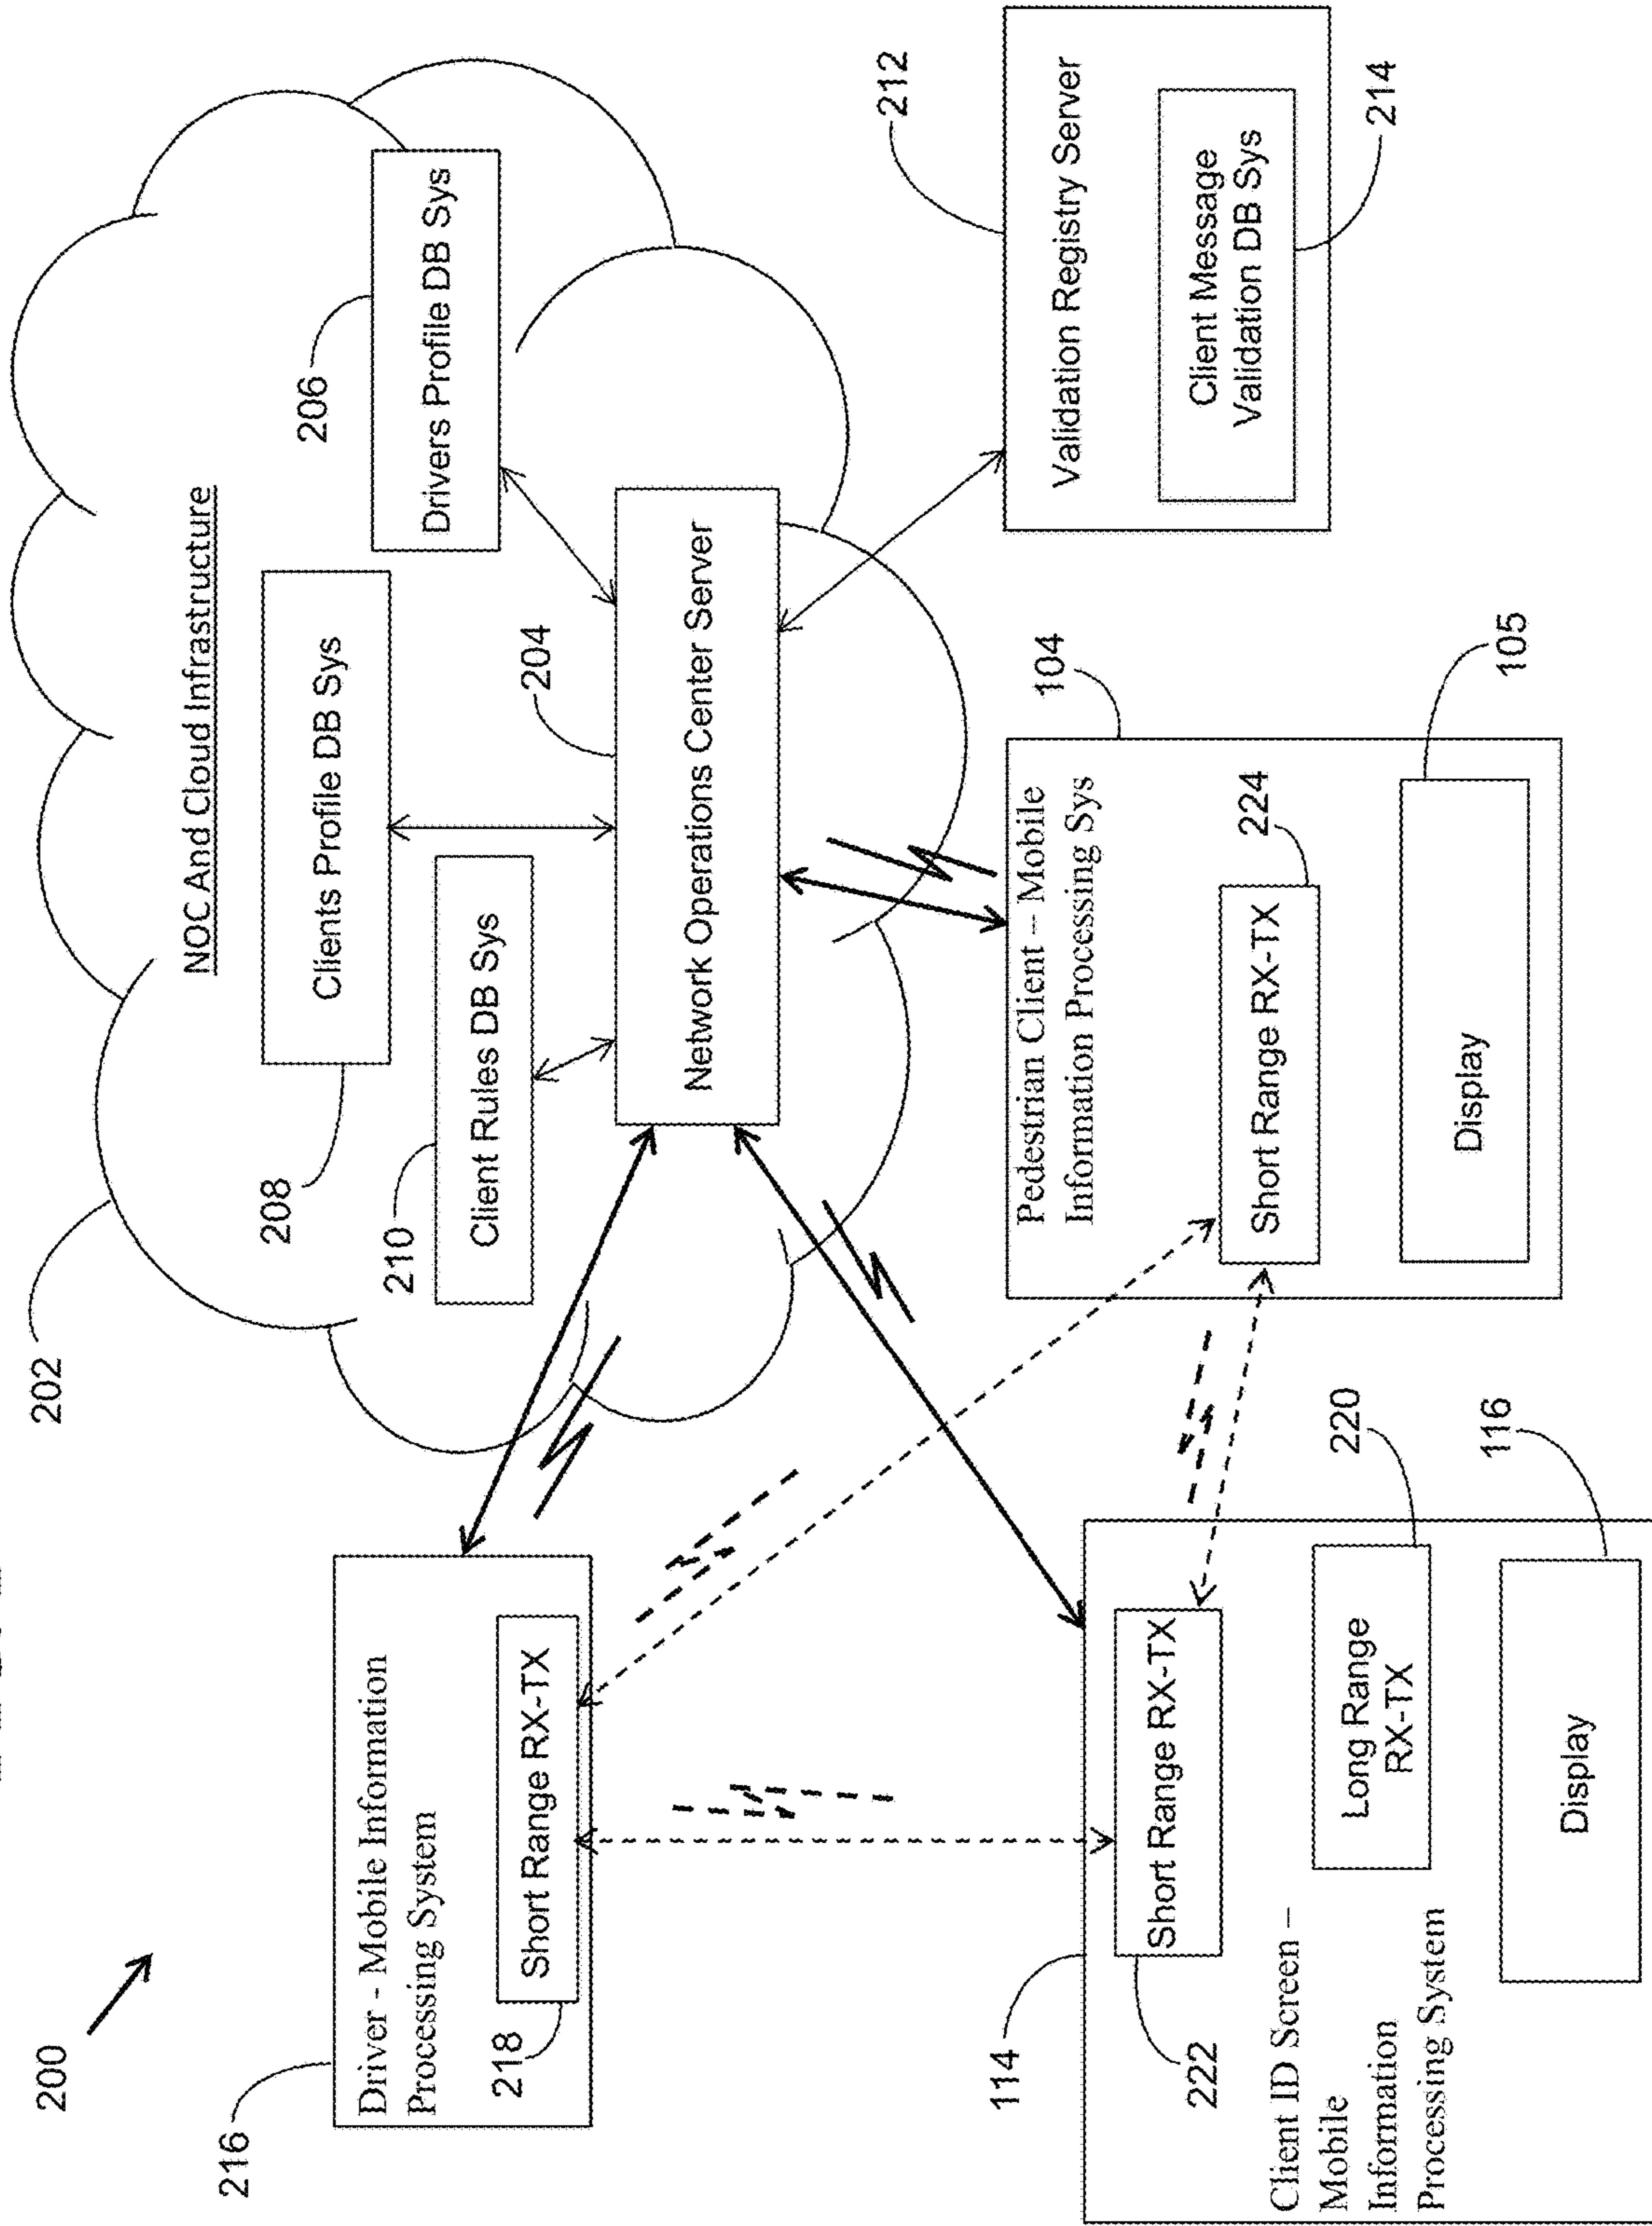 200
202
NOC And Cloud Infrastructure
208
Clients Profile DB Sys
206
Drivers Profile DB Sys
210
Client Rules DB Sys
204
Network Operations Center Server
216
Driver - Mobile Information
Processing System
218
Short Range RX-TX
114
222
Short Range RX-TX
Client ID Screen –
Mobile
Information
Processing System
Long Range
RX-TX
220
Display
116
104
Pedestrian Client – Mobile
Information Processing Sys
224
Short Range RX-TX
105
Display
212
Validation Registry Server
Client Message
Validation DB Sys
214